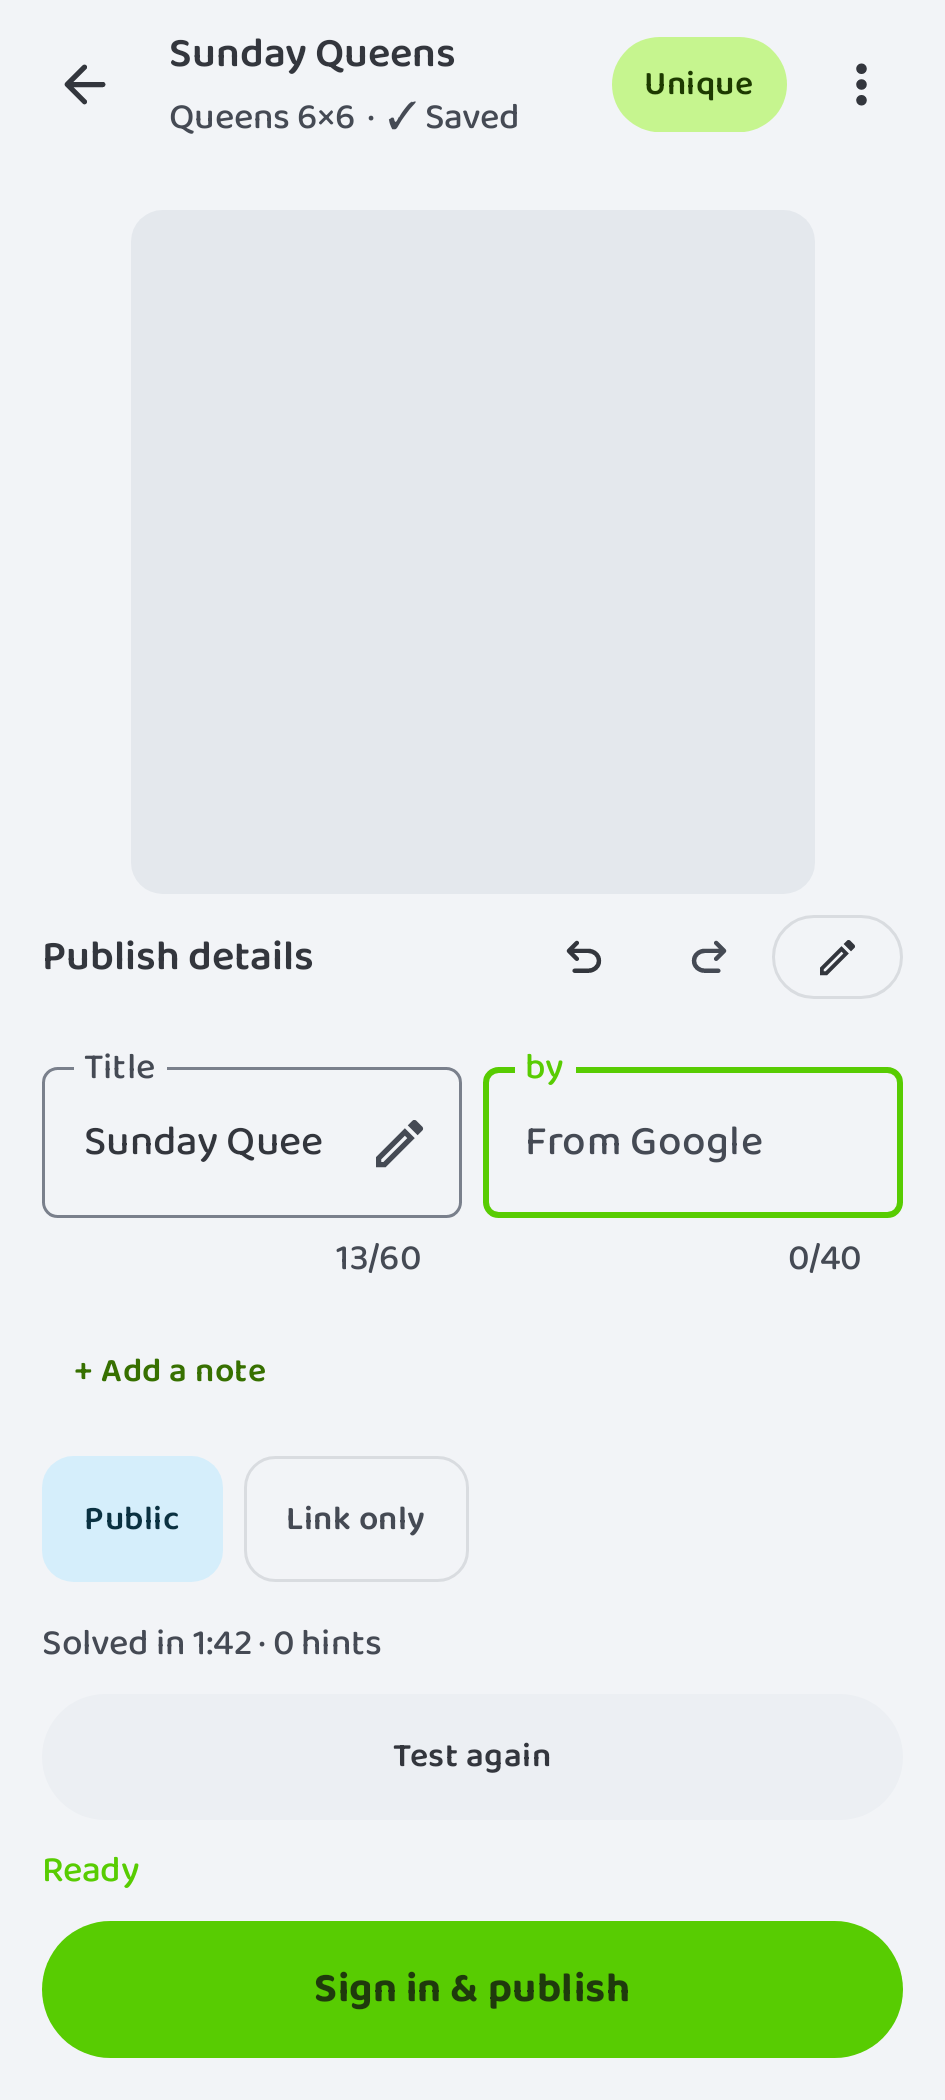 Sunday Queens
Queens 6×6 · ✓ Saved
Unique
Publish details
Title
Sunday Quee
by
From Google
13/60
0/40
+ Add a note
Public
Link only
Solved in 1:42 · 0 hints
Test again
Ready
Sign in & publish